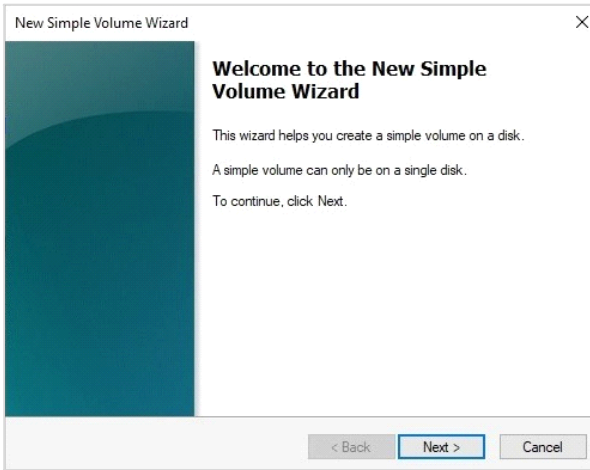 New Simple Volume Wizard
Welcome to the New Simple
Volume Wizard
This wizard helps you create a simple volume on a disk.
A simple volume can only be on a single disk.
To continue, click Next.
< Back Next > Cancel